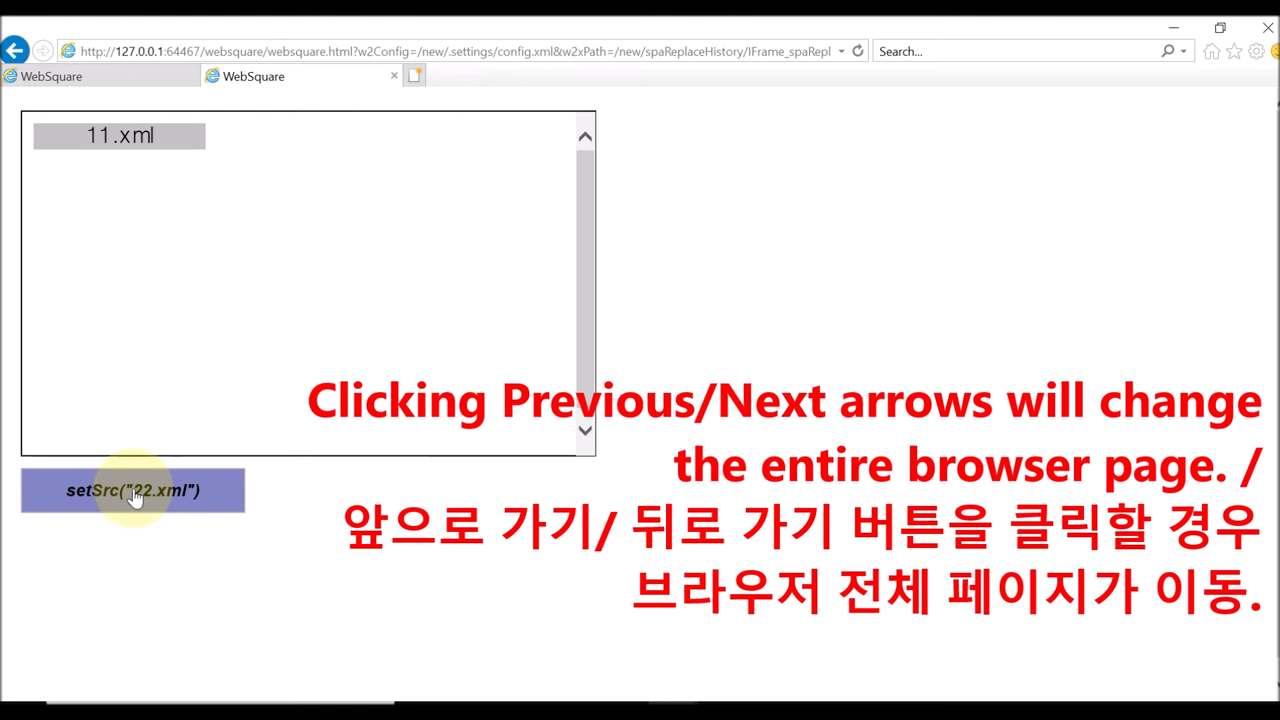 http://127.0.0.1:64467/websquare/websquare.html?w2Config=/new/.settings/config.xml&w2xPath=/new/spaReplaceHistory/IFrame_spaRepl
Search...
WebSquare
WebSquare
11.xml
setSrc("22.xml")
Clicking Previous/Next arrows will change
the entire browser page. /
앞으로 가기/ 뒤로 가기 버튼을 클릭할 경우
브라우저 전체 페이지가 이동.